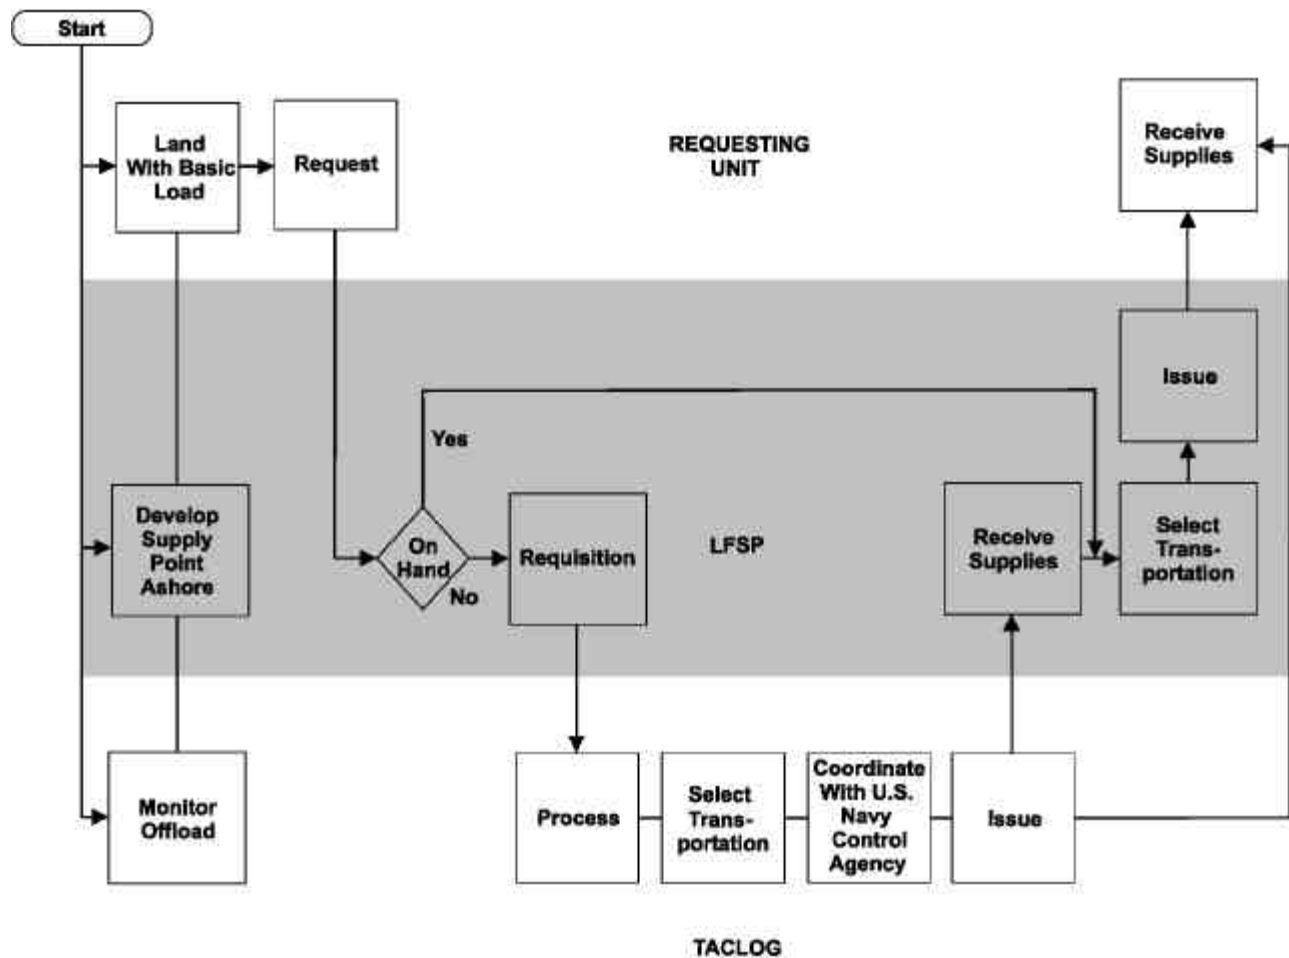 Start
Land
With Basic
Load
Request
REQUESTING
UNIT
Receive
Supplies
Issue
Yes
Develop
Supply
Point
Ashore
On
Hand
No
Requisition
LFSP
Receive
Supplies
Select
Trans-
portation
Monitor
Offload
Process
Select
Trans-
portation
Coordinate
With U.S.
Navy
Control
Agency
Issue
TACLOG